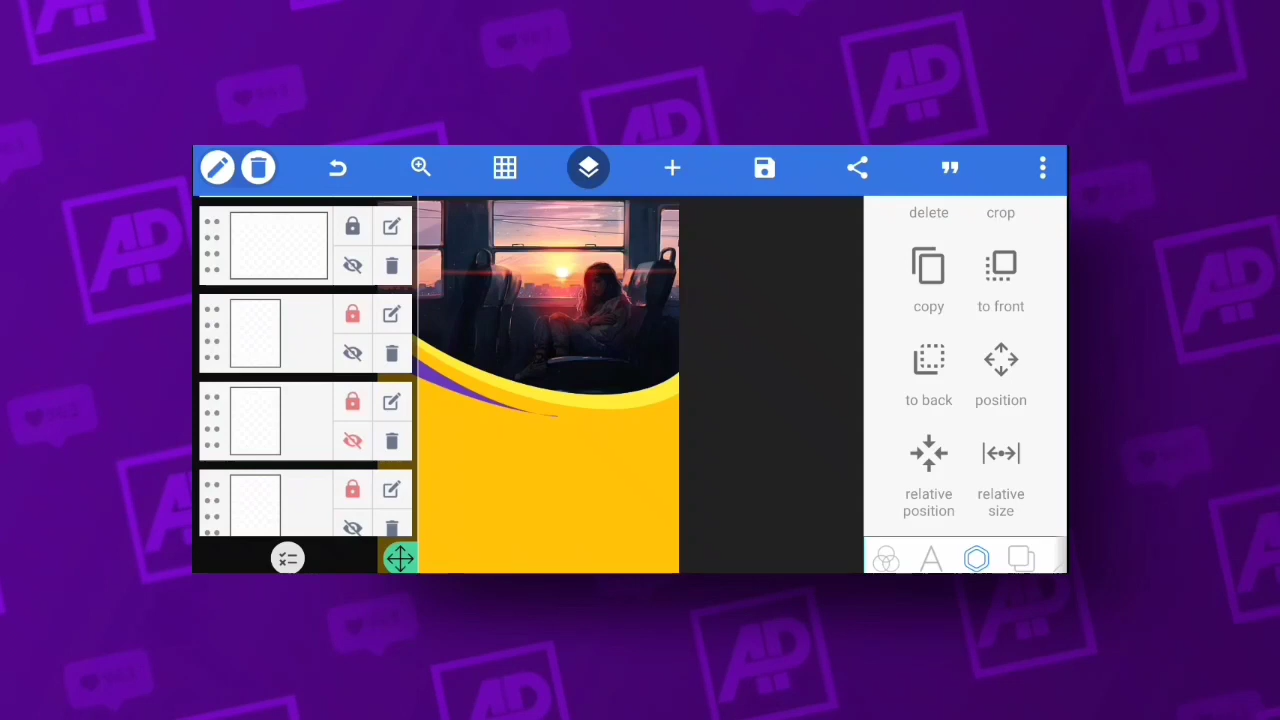 delete
crop
copy
to front
to back
position
relative
position
relative
size